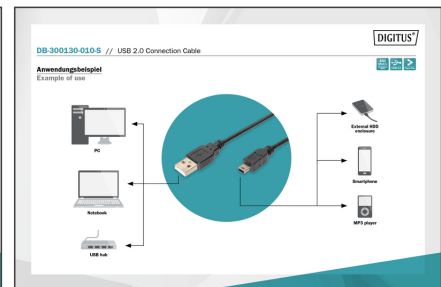 DIGITUS®
DB-300130-010-S // USB 2.0 Connection Cable
Anwendungsbeispiel
Example of use
PC
Notebook
USB hub
External HDD
enclosure
Smartphone
MP3 player